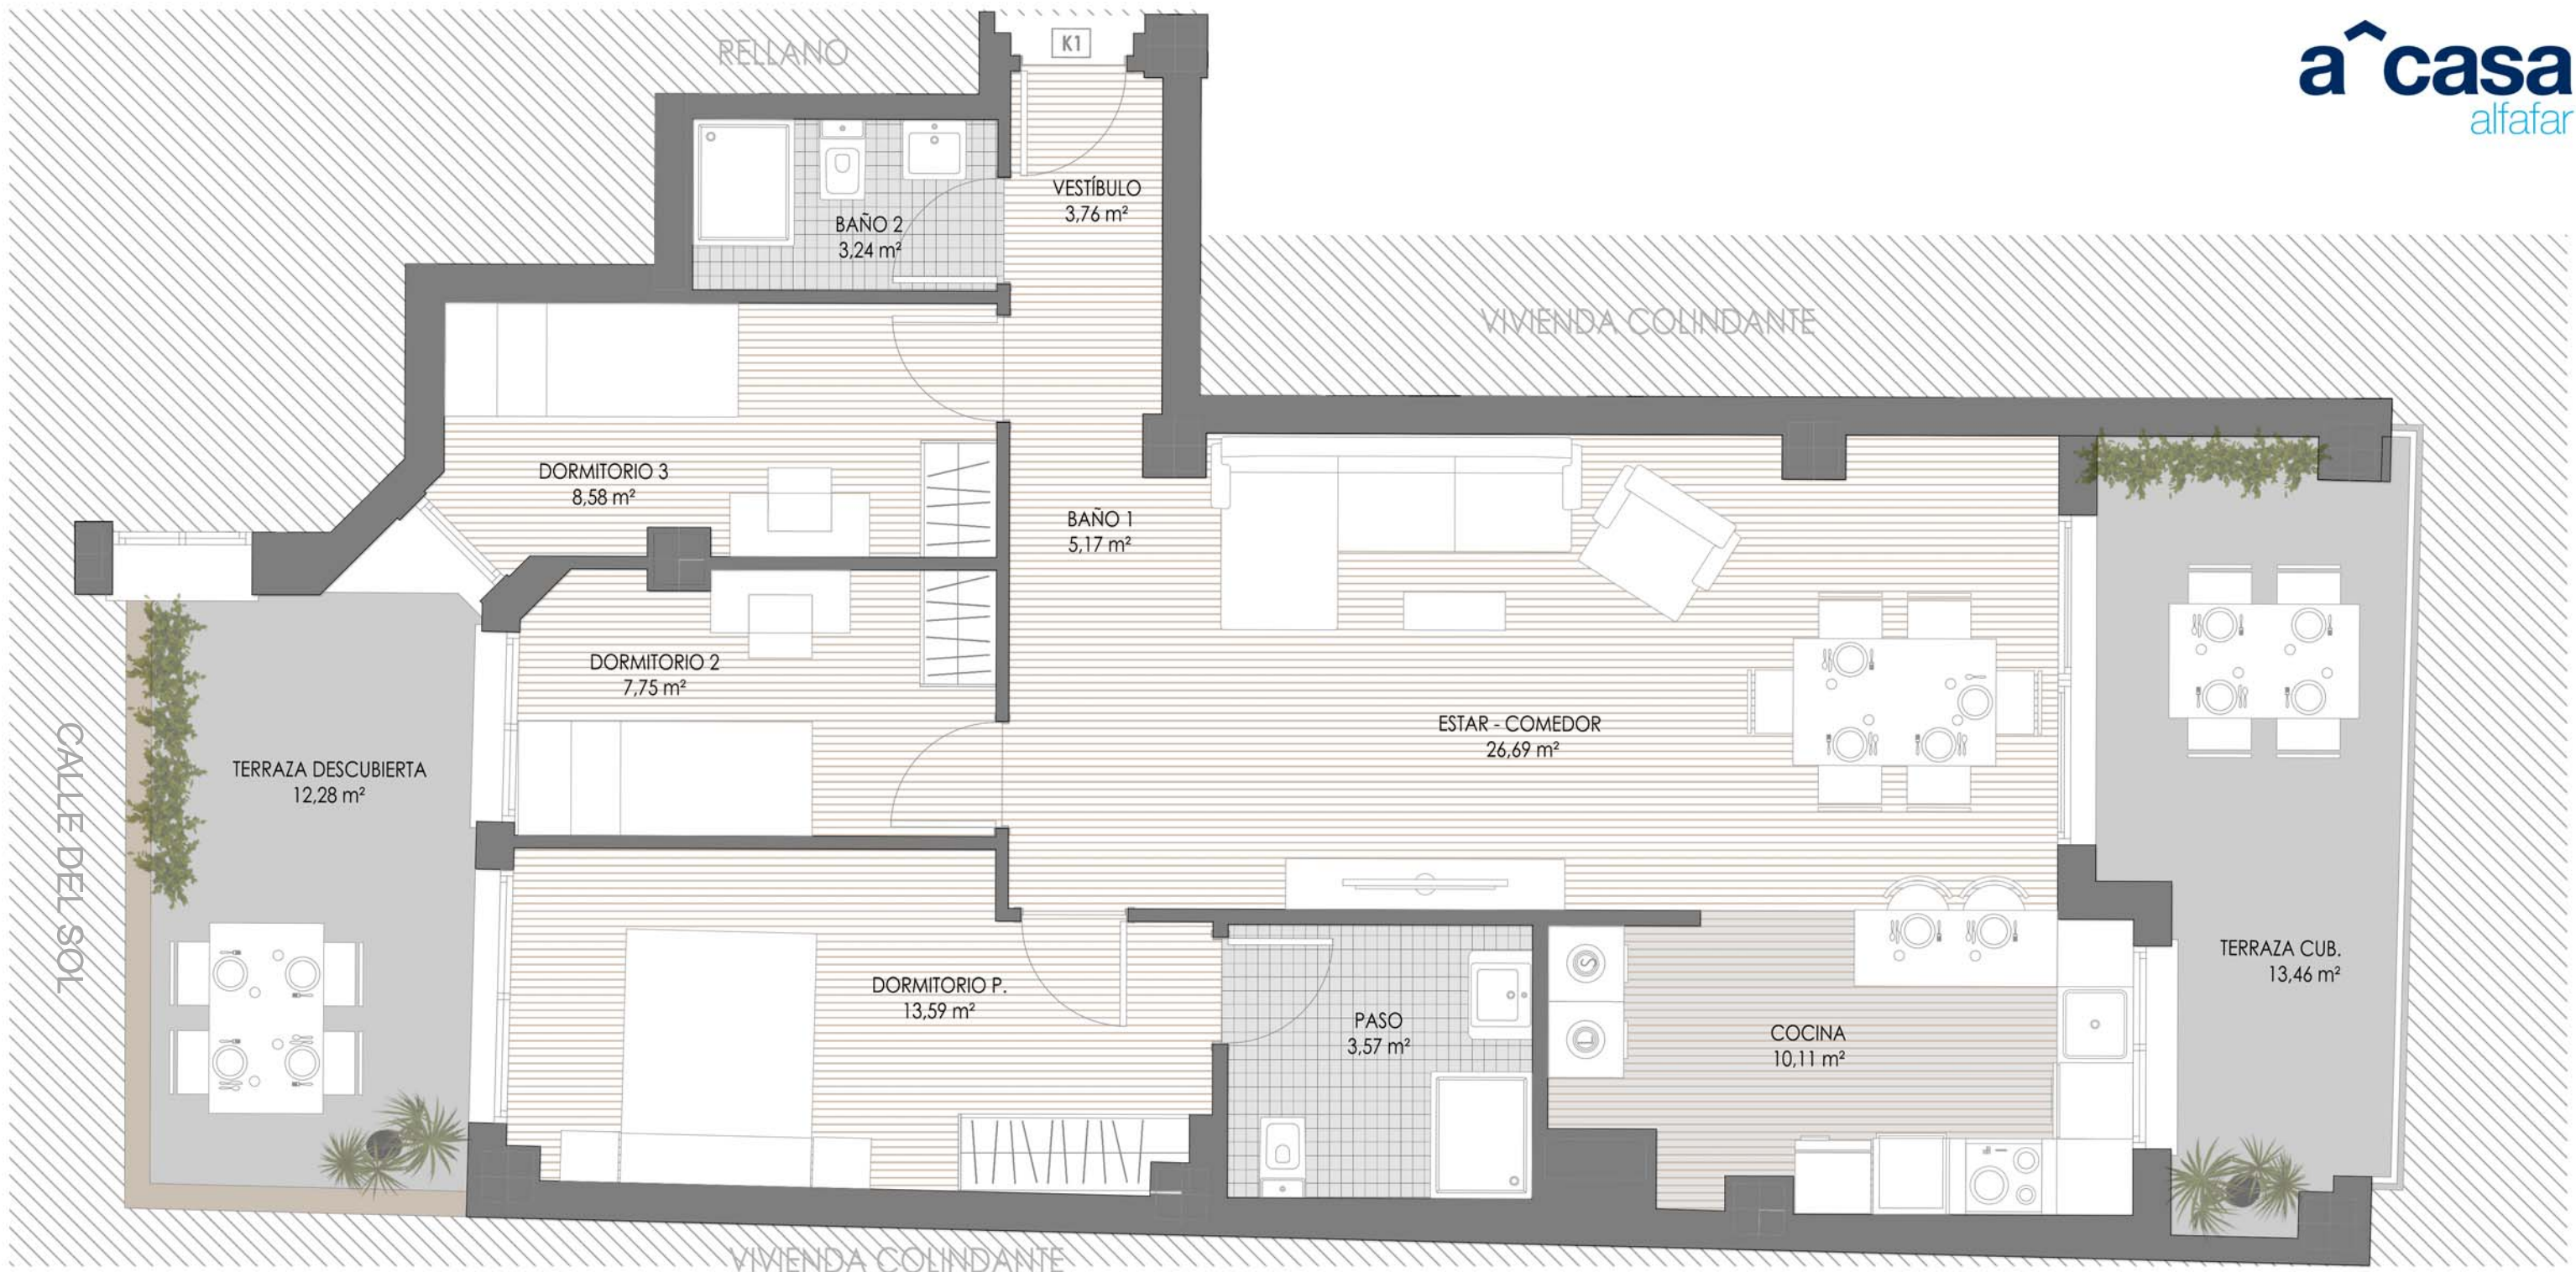 a^casa
alfafar
RELLANO
K1
VESTÍBULO
3,76 m²
BAÑO 2
3,24 m²
VIVIENDA COLINDANTE
DORMITORIO 3
8,58 m²
BAÑO 1
5,17 m²
DORMITORIO 2
7,75 m²
ESTAR - COMEDOR
26,69 m²
TERRAZA DESCUBIERTA
12,28 m²
CALLE DEL SOL
TERRAZA CUB.
13,46 m²
DORMITORIO P.
13,59 m²
PASO
3,57 m²
S
L
COCINA
10,11 m²
VIVIENDA COLINDANTE